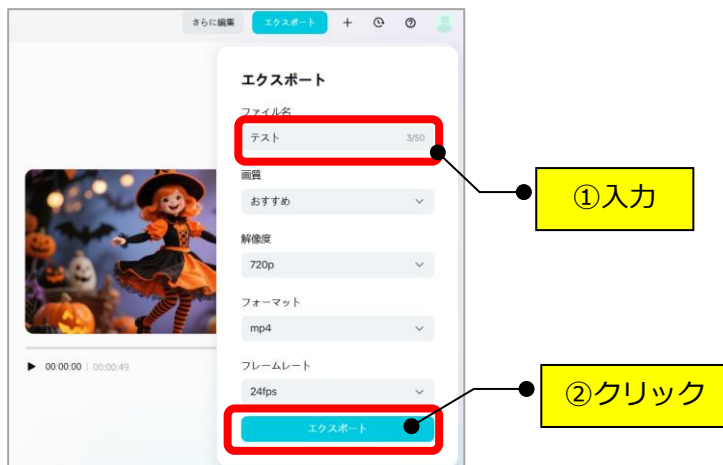 さらに編集 エクスポート
エクスポート
ファイル名
テスト 3/50
①入力
画質
おすすめ
解像度
720p
フォーマット
mp4
フレームレート
00:00:00 | 00:00:49
24fps
②クリック
エクスポート